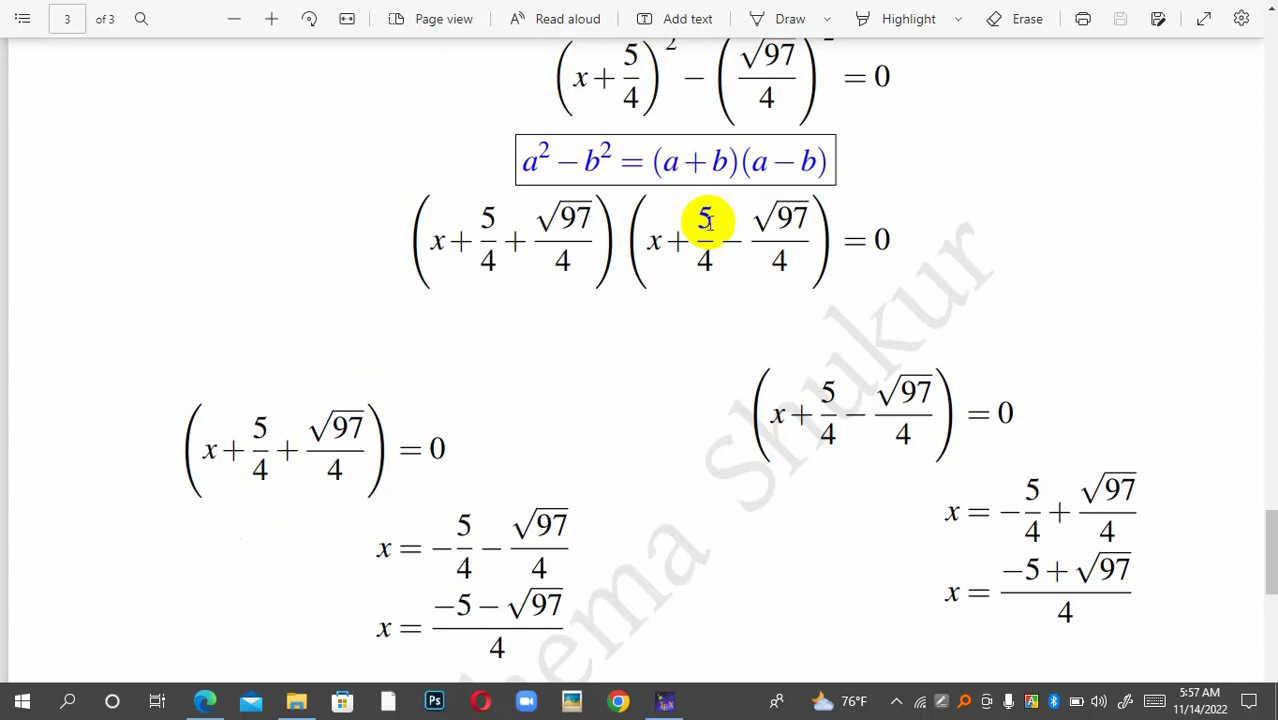 3 of 3 Page view Read aloud Add text Draw Highlight Erase
(x + 5/4)² − (√97/4)² = 0
a² − b² = (a + b)(a − b)
(x + 5/4 + √97/4) (x + 5/4 − √97/4) = 0
(x + 5/4 + √97/4) = 0
x = −5/4 − √97/4
x = (−5 − √97)/4
(x + 5/4 − √97/4) = 0
x = −5/4 + √97/4
x = (−5 + √97)/4
hema Shukur
76°F
5:57 AM
11/14/2022